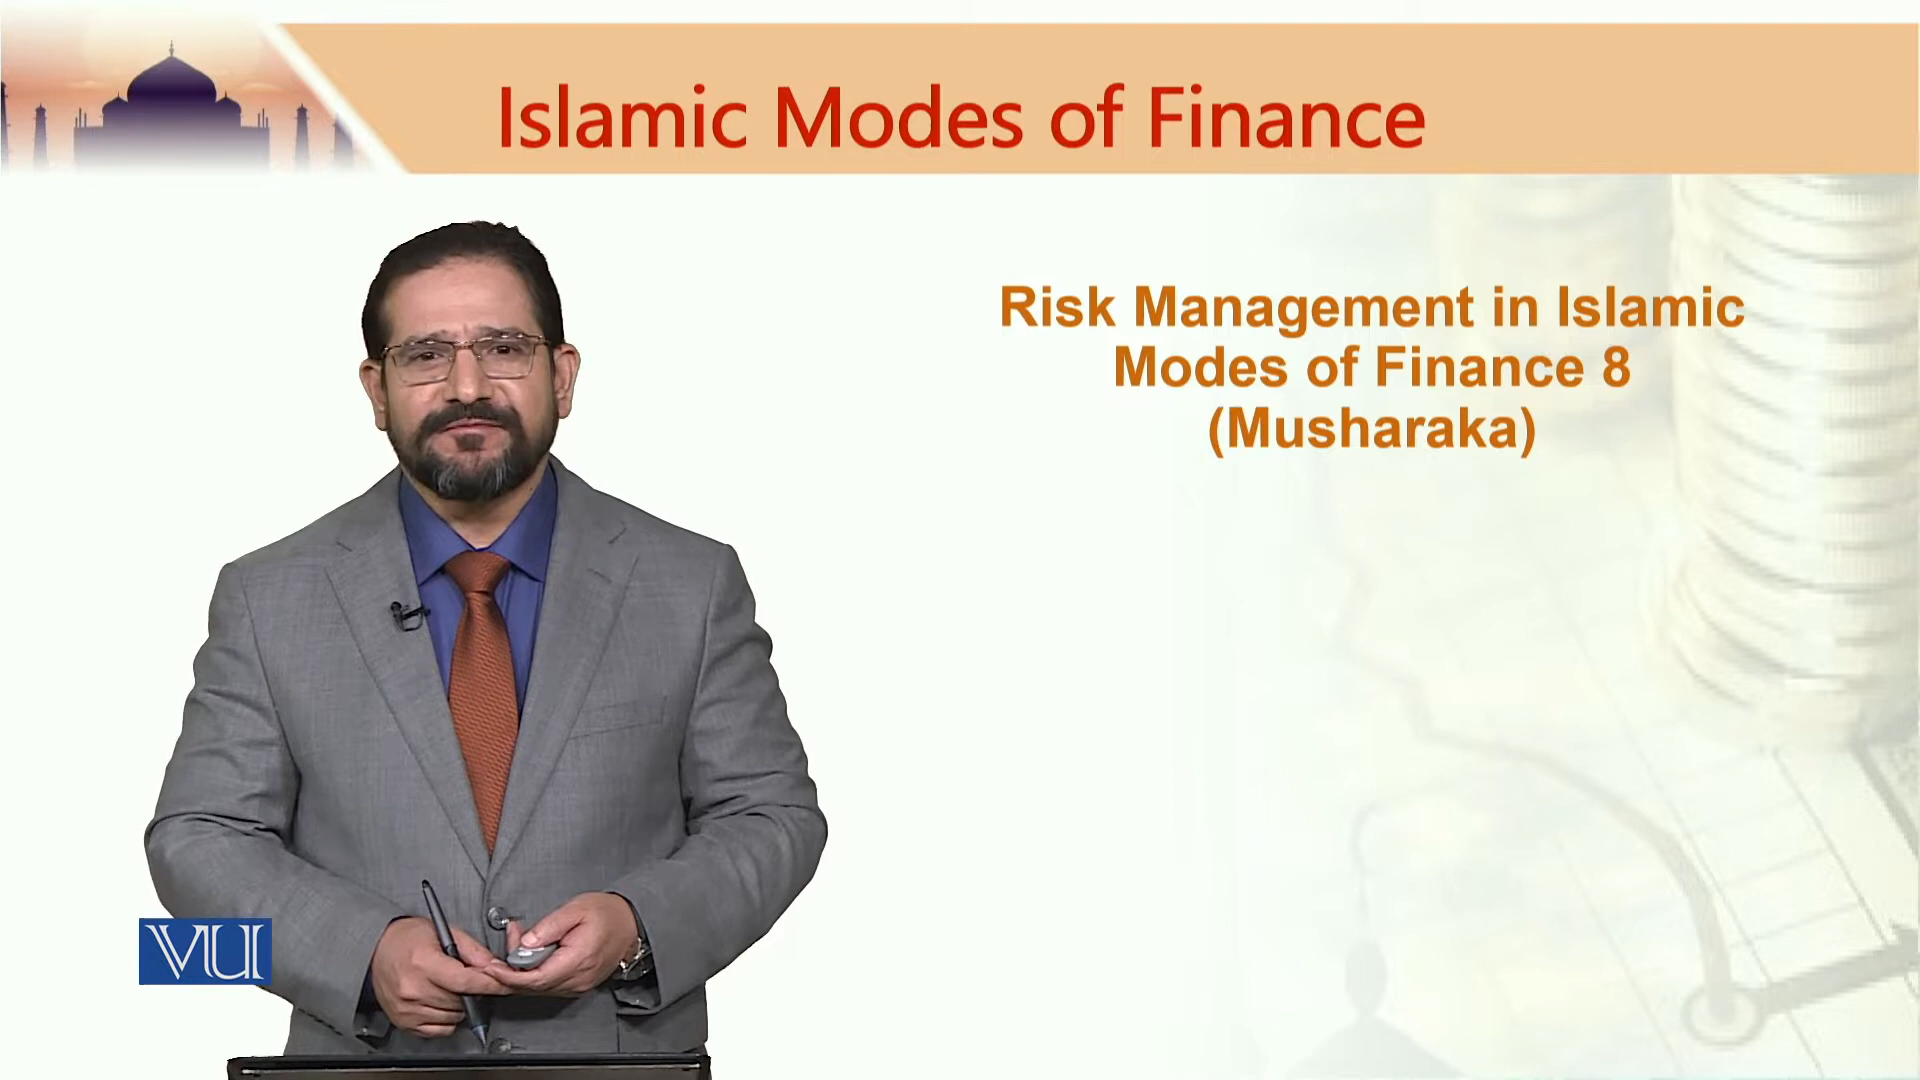 Islamic Modes of Finance
Risk Management in Islamic
Modes of Finance 8
(Musharaka)
VU